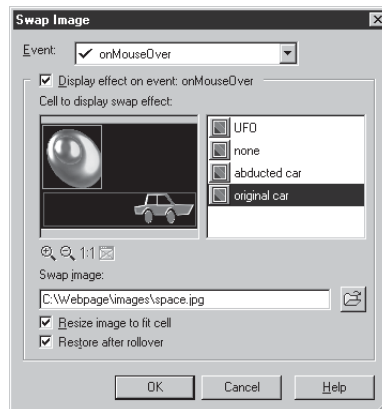 Swap Image
Event: onMouseOver
Display effect on event: onMouseOver
Cell to display swap effect:
UFO
none
abducted car
original car
1:1
Swap image:
C:\Webpage\images\space.jpg
Resize image to fit cell
Restore after rollover
OK Cancel Help